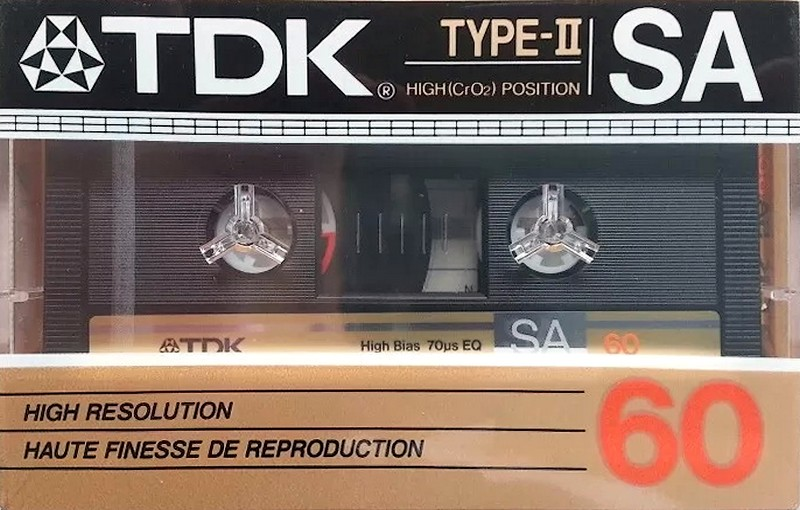 TDK® TYPE-II SA
HIGH (CrO2) POSITION
TDK High Bias 70µs EQ SA 60
HIGH RESOLUTION
HAUTE FINESSE DE REPRODUCTION
60